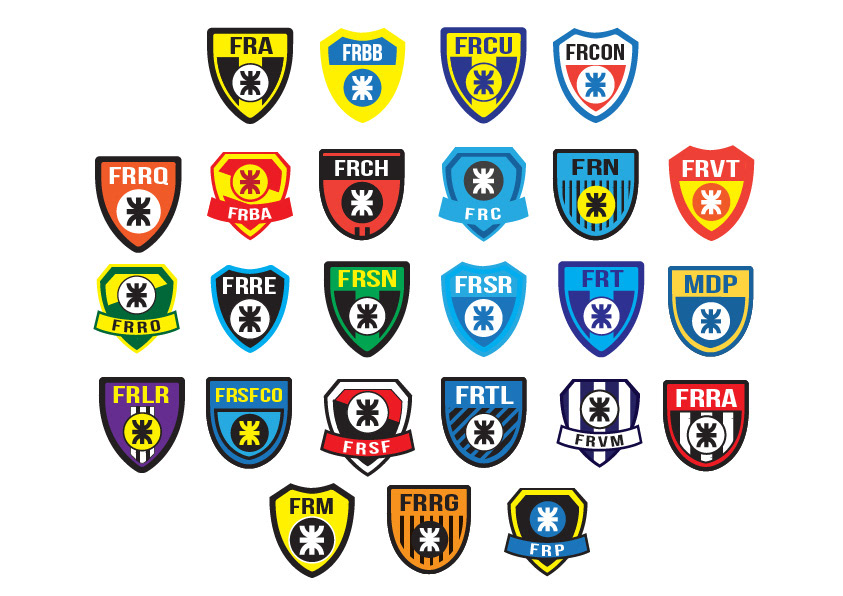 FRA FRBB FRCU FRCON
FRRQ FRBA FRCH FRC FRN FRVT
FRRO FRRE FRSN FRSR FRT MDP
FRLR FRSFCO FRSF FRTL FRVM FRRA
FRM FRRG FRP